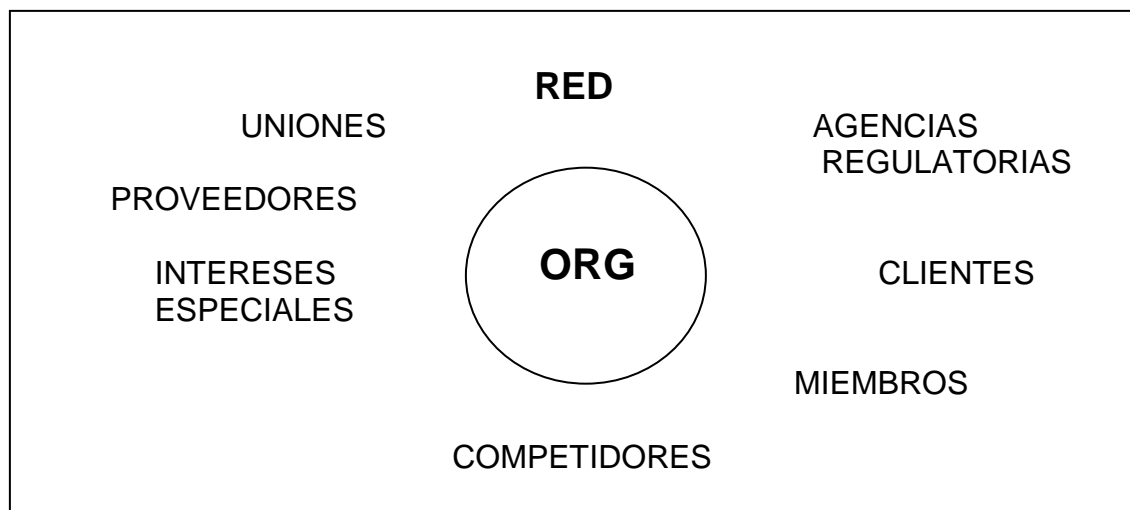 RED
UNIONES
AGENCIAS
REGULATORIAS
PROVEEDORES
ORG
INTERESES
ESPECIALES
CLIENTES
MIEMBROS
COMPETIDORES